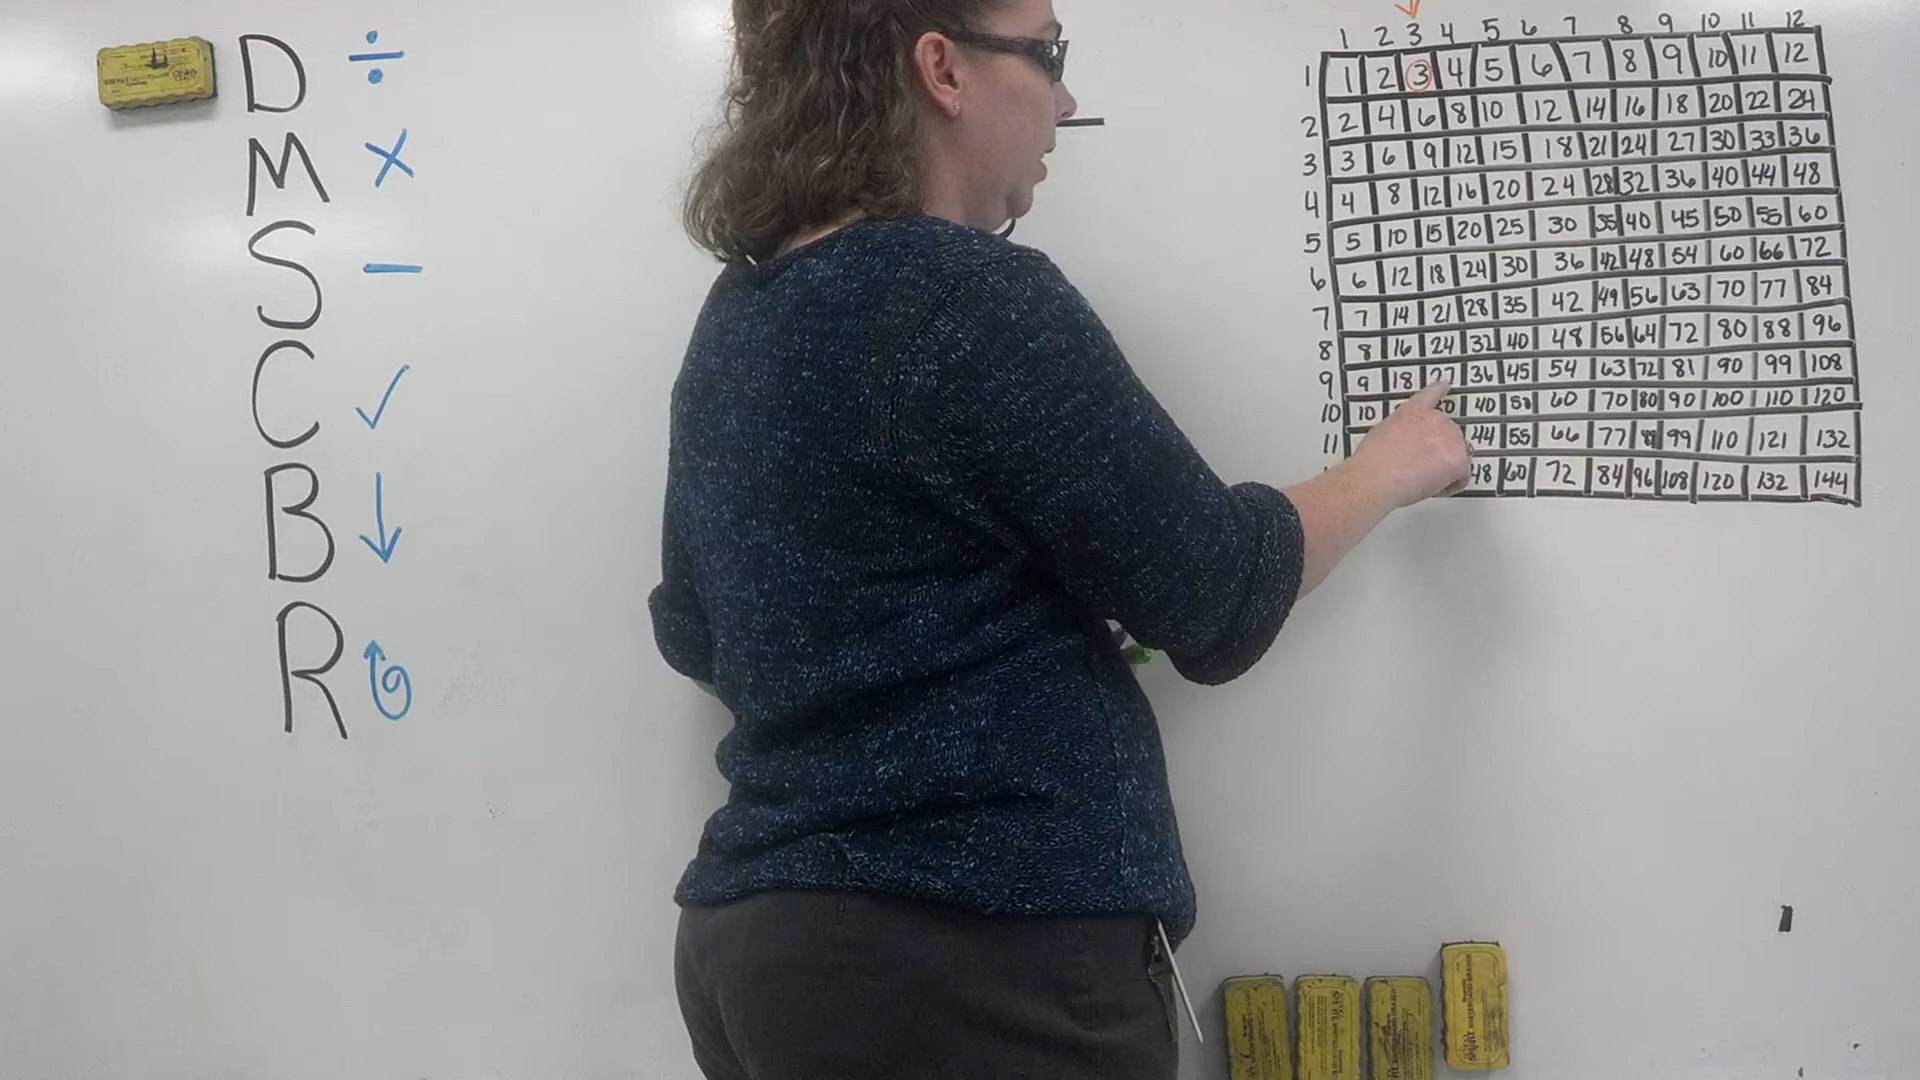 D ÷
M ×
S −
C ✓
B ↓
R
1 2 3 4 5 6 7 8 9 10 11 12
1 1 2 3 4 5 6 7 8 9 10 11 12
2 2 4 6 8 10 12 14 16 18 20 22 24
3 3 6 9 12 15 18 21 24 27 30 33 36
4 4 8 12 16 20 24 28 32 36 40 44 48
5 5 10 15 20 25 30 35 40 45 50 55 60
6 6 12 18 24 30 36 42 48 54 60 66 72
7 7 14 21 28 35 42 49 56 63 70 77 84
8 8 16 24 32 40 48 56 64 72 80 88 96
9 9 18 27 36 45 54 63 72 81 90 99 108
10 10 30 40 50 60 70 80 90 100 110 120
11 44 55 66 77 88 99 110 121 132
48 60 72 84 96 108 120 132 144